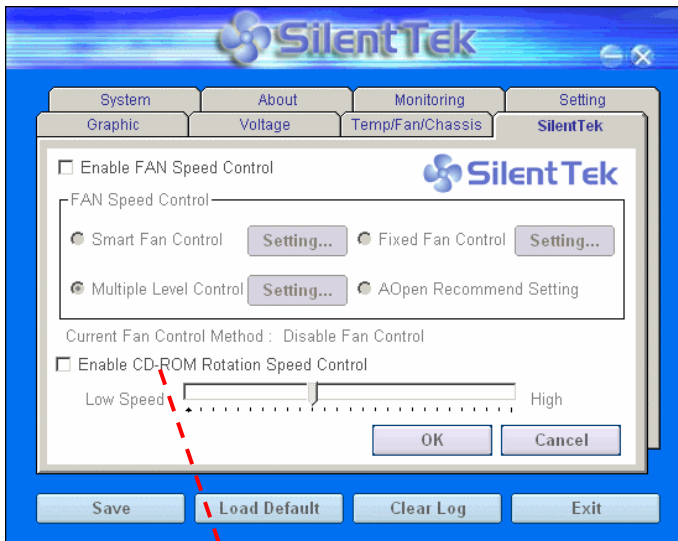 SilentTek
System About Monitoring Setting
Graphic Voltage Temp/Fan/Chassis SilentTek
Enable FAN Speed Control
SilentTek
FAN Speed Control
Smart Fan Control Setting... Fixed Fan Control Setting...
Multiple Level Control Setting... AOpen Recommend Setting
Current Fan Control Method : Disable Fan Control
Enable CD-ROM Rotation Speed Control
Low Speed High
OK Cancel
Save Load Default Clear Log Exit